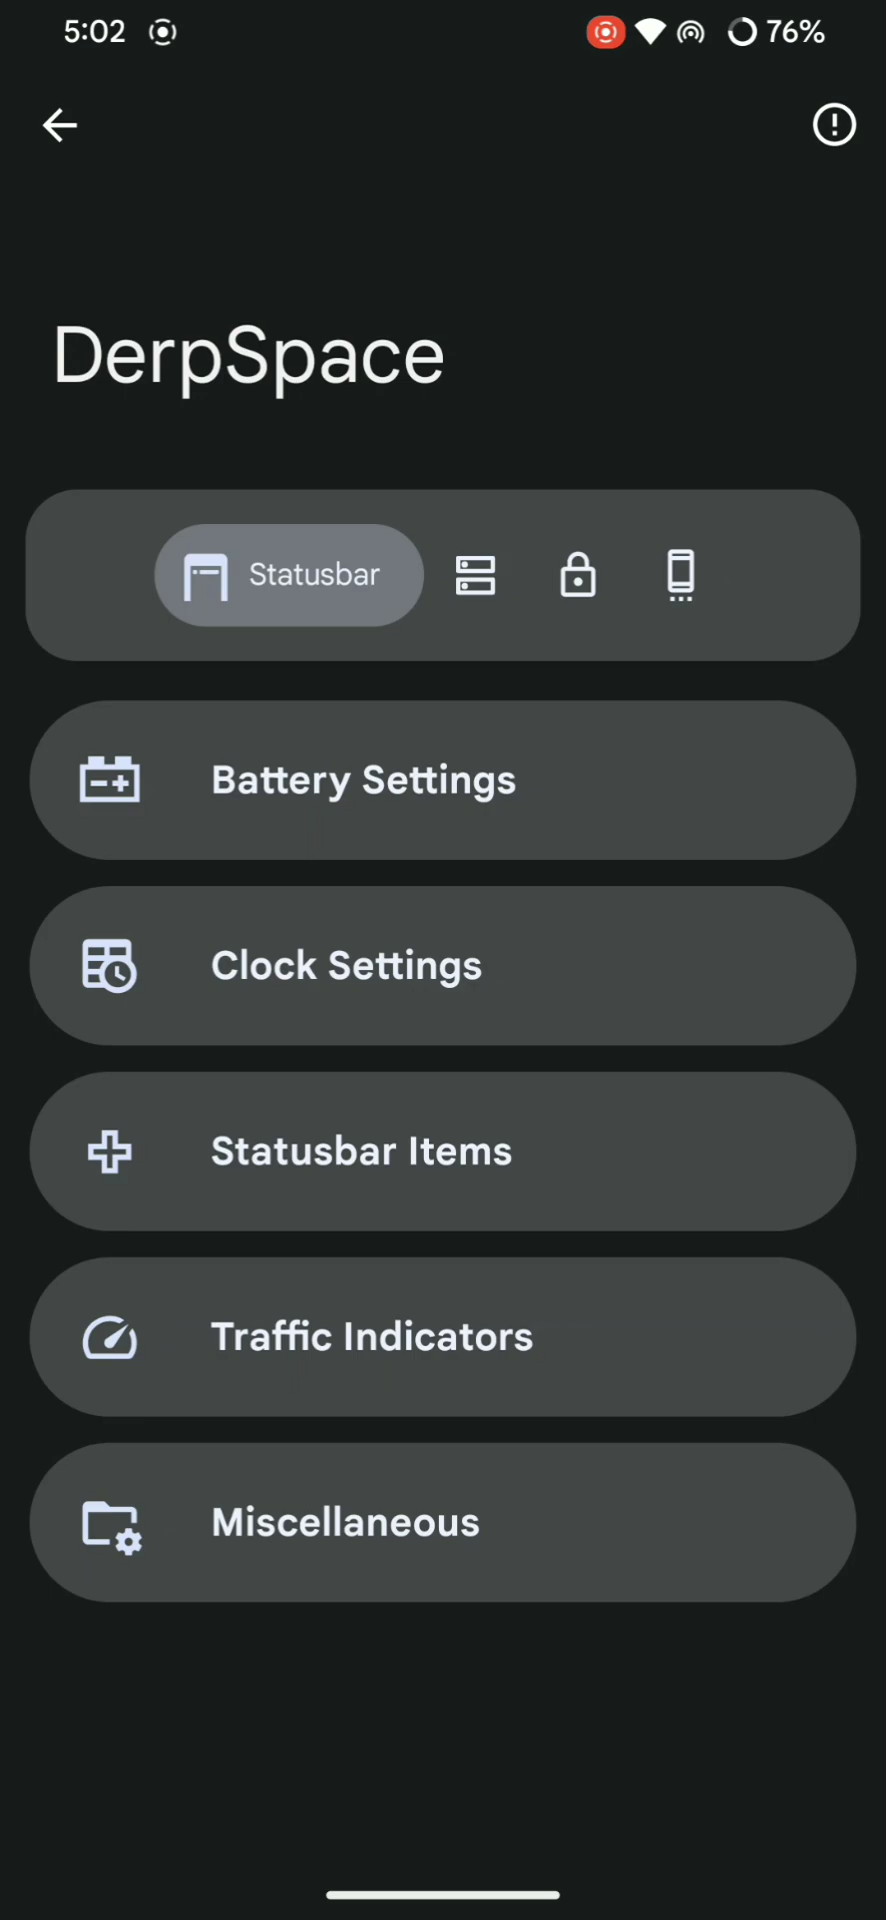 5:02 76%
DerpSpace
Statusbar
Battery Settings
Clock Settings
Statusbar Items
Traffic Indicators
Miscellaneous